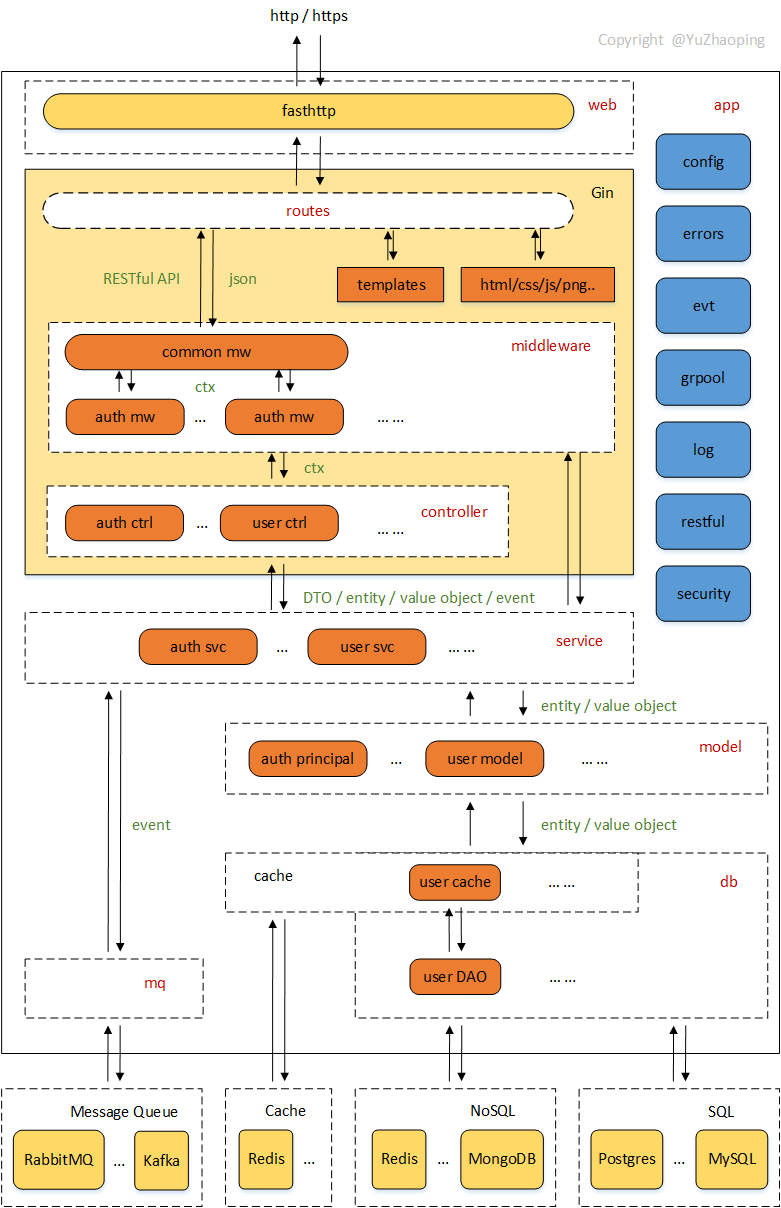 http / https
Copyright @YuZhaoping
fasthttp
web
app
config
Gin
routes
errors
RESTful API
json
templates
html/css/js/png..
evt
common mw
middleware
grpool
ctx
auth mw
...
auth mw
... ...
log
ctx
auth ctrl
...
user ctrl
... ...
controller
restful
DTO / entity / value object / event
security
auth svc
...
user svc
... ...
service
entity / value object
auth principal
...
user model
... ...
model
event
entity / value object
cache
user cache
... ...
db
user DAO
... ...
mq
Message Queue
Cache
NoSQL
SQL
RabbitMQ
...
Kafka
Redis
...
Redis
...
MongoDB
Postgres
...
MySQL